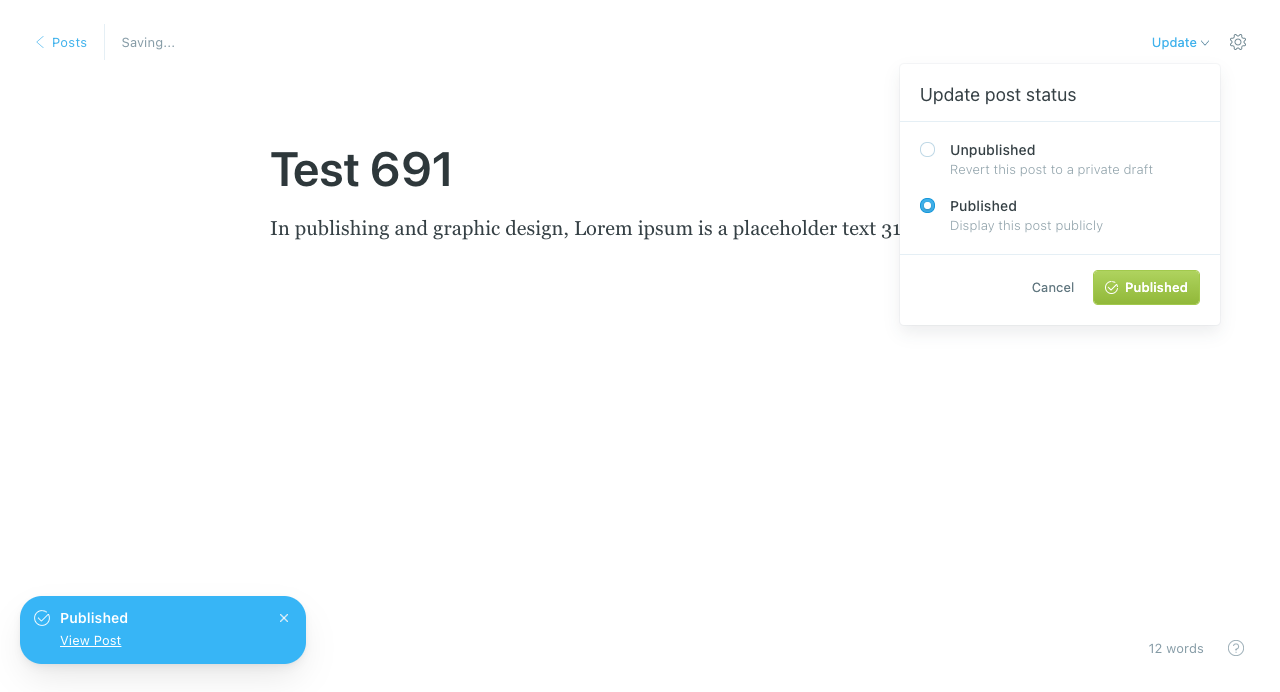 Posts
Saving...
Update
Update post status
Unpublished
Revert this post to a private draft
Published
Display this post publicly
Cancel
Published
Test 691
In publishing and graphic design, Lorem ipsum is a placeholder text 31
Published
View Post
12 words